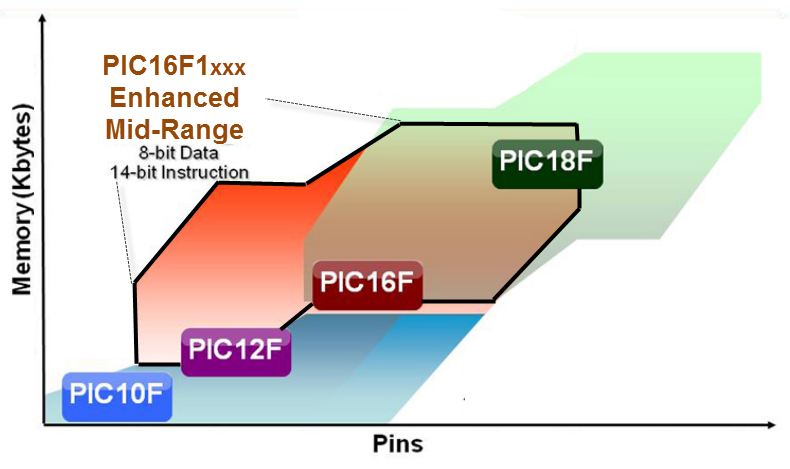 PIC16F1xxx
Enhanced
Mid-Range
8-bit Data
14-bit Instruction
PIC18F
PIC16F
PIC12F
PIC10F
Memory (Kbytes)
Pins